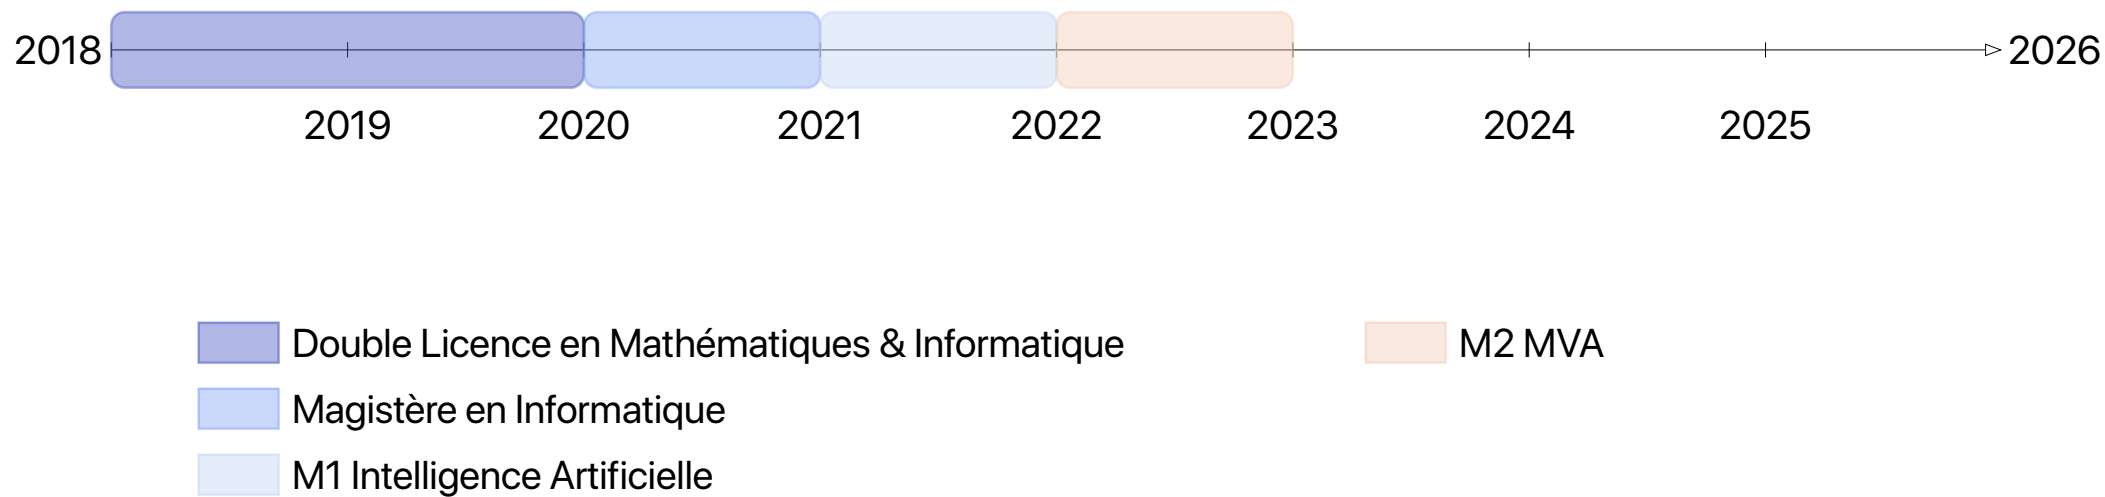 2018 2026
2019 2020 2021 2022 2023 2024 2025
Double Licence en Mathématiques & Informatique
Magistère en Informatique
M1 Intelligence Artificielle
M2 MVA